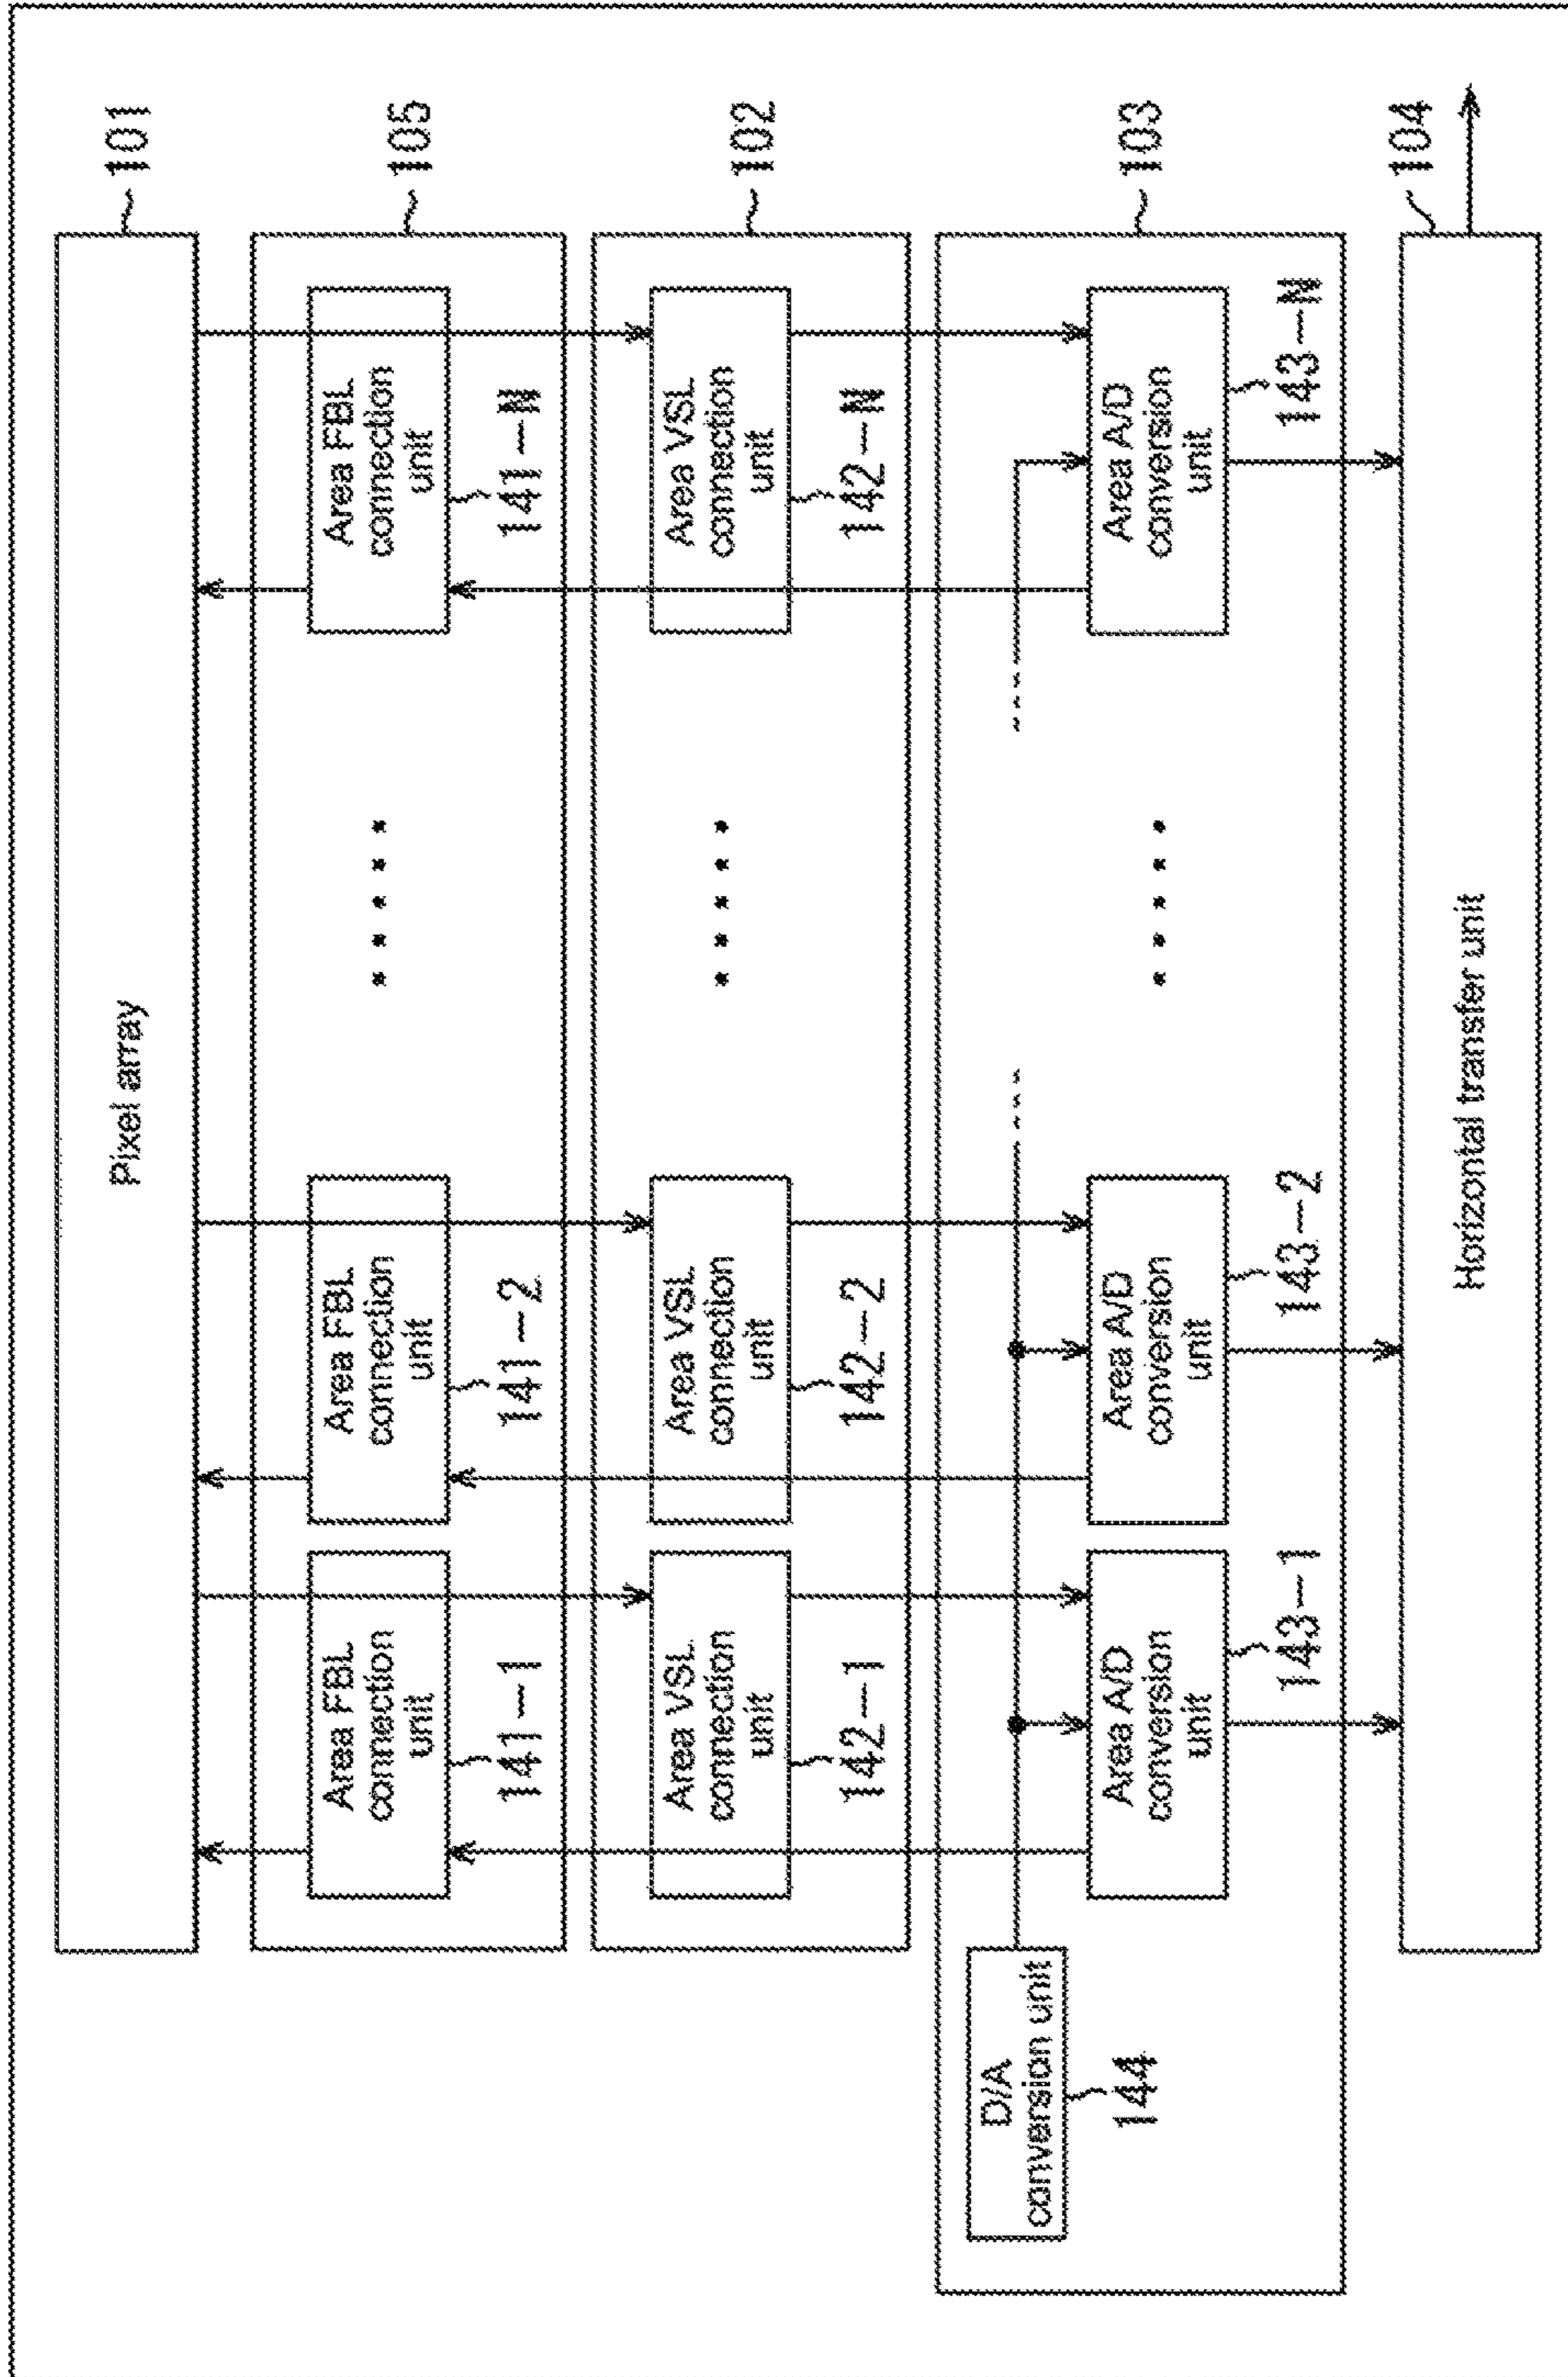 Pixel array
101
Area FBL
connection
unit
141-1
Area FBL
connection
unit
141-2
Area FBL
connection
unit
141-N
105
Area VSL
connection
unit
142-1
Area VSL
connection
unit
142-2
Area VSL
connection
unit
142-N
102
D/A
conversion unit
144
Area A/D
conversion
unit
143-1
Area A/D
conversion
unit
143-2
Area A/D
conversion
unit
143-N
103
Horizontal transfer unit
104